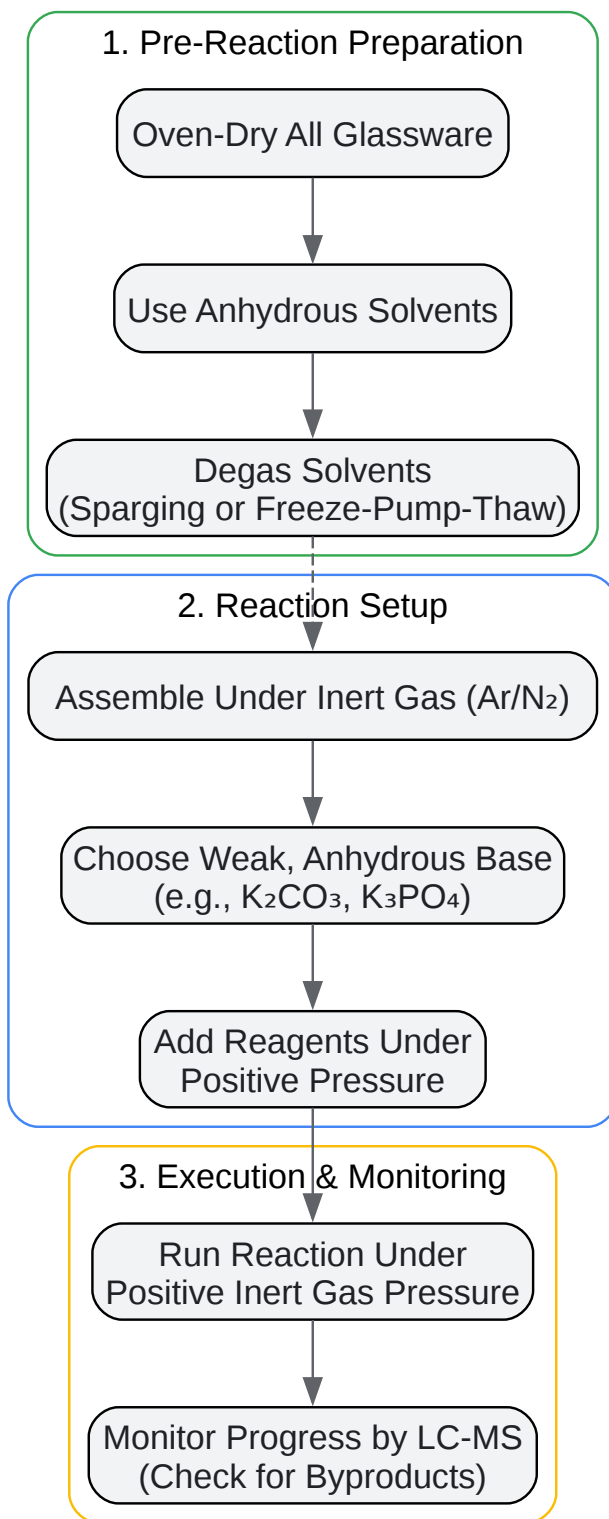 1. Pre-Reaction Preparation
Oven-Dry All Glassware
Use Anhydrous Solvents
Degas Solvents
(Sparging or Freeze-Pump-Thaw)
2. Reaction Setup
Assemble Under Inert Gas (Ar/N₂)
Choose Weak, Anhydrous Base
(e.g., K₂CO₃, K₃PO₄)
Add Reagents Under
Positive Pressure
3. Execution & Monitoring
Run Reaction Under
Positive Inert Gas Pressure
Monitor Progress by LC-MS
(Check for Byproducts)